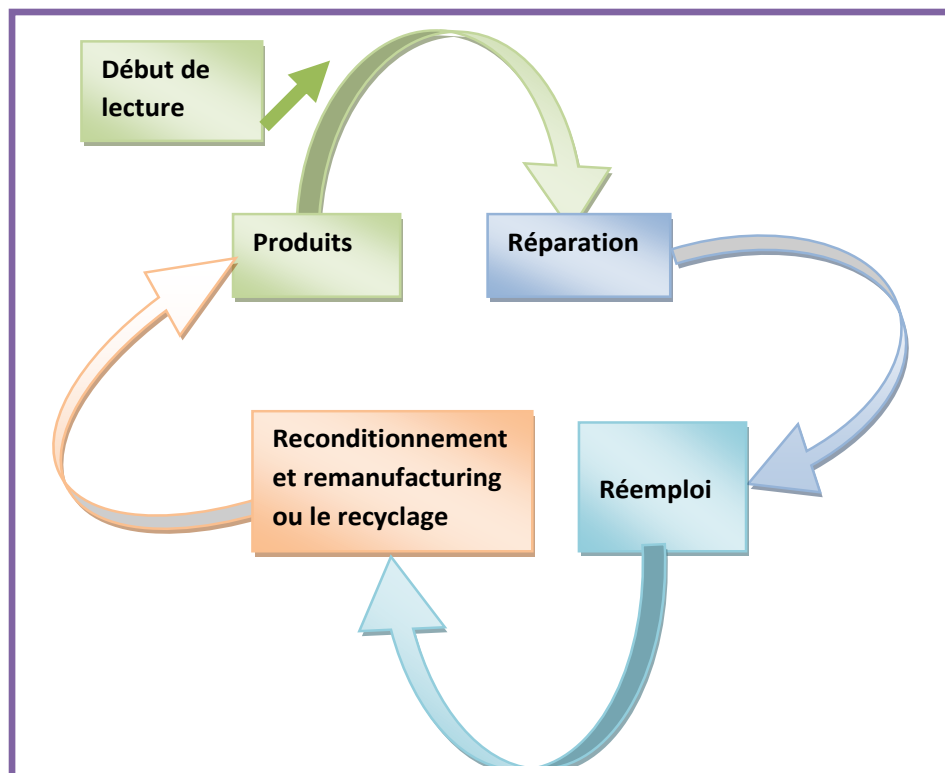 Début de
lecture
Produits
Réparation
Réemploi
Reconditionnement
et remanufacturing
ou le recyclage